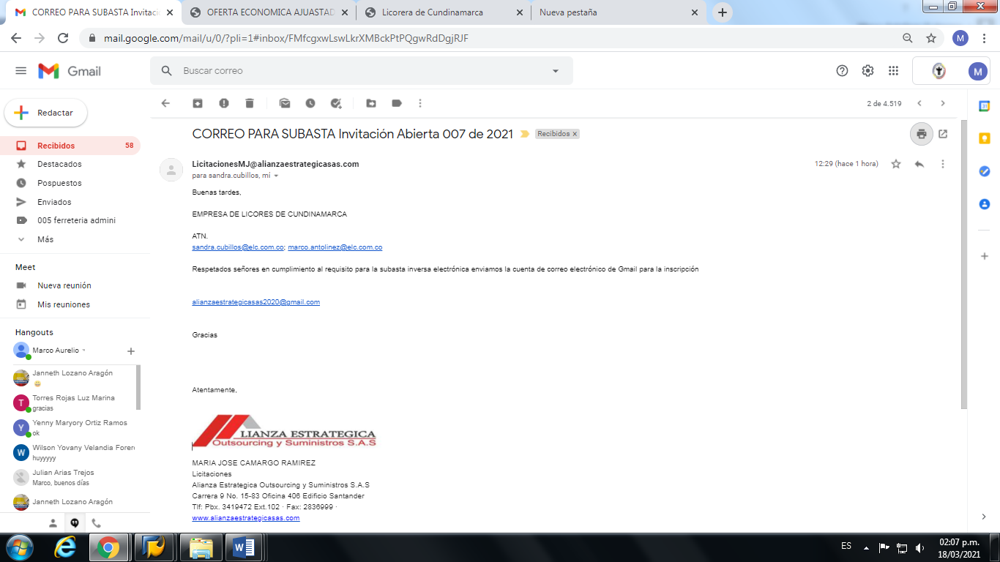 CORREO PARA SUBASTA Invitaci
OFERTA ECONOMICA AJUASTAD
Licorera de Cundinamarca
Nueva pestaña
mail.google.com/mail/u/0/?pli=1#inbox/FMfcgxwLswLkrXMBckPtPQgwRdDgjRJF
M
Gmail
Buscar correo
M
Redactar
2 de 4.519
Recibidos 58
Destacados
Pospuestos
Enviados
005 ferreteria admini
Más
Meet
Nueva reunión
Mis reuniones
Hangouts
Marco Aurelio
Janneth Lozano Aragón
😀
T Torres Rojas Luz Marina
gracias
Y Yenny Maryory Ortiz Ramos
ok
W Wilson Yovany Velandia Forero
huyyyyy
Julian Arias Trejos
Marco, buenos días
Janneth Lozano Aragón
CORREO PARA SUBASTA Invitación Abierta 007 de 2021 Recibidos x
LicitacionesMJ@alianzaestrategicasas.com 12:29 (hace 1 hora)
para sandra.cubillos, mí
Buenas tardes,
EMPRESA DE LICORES DE CUNDINAMARCA
ATN.
sandra.cubillos@elc.com.co; marco.antolinez@elc.com.co
Respetados señores en cumplimiento al requisito para la subasta inversa electrónica enviamos la cuenta de correo electrónico de Gmail para la inscripción
alianzaestrategicasas2020@gmail.com
Gracias
Atentamente,
LIANZA ESTRATEGICA
Outsourcing y Suministros S.A.S
MARIA JOSE CAMARGO RAMIREZ
Licitaciones
Alianza Estrategica Outsourcing y Suministros S.A.S
Carrera 9 No. 15-83 Oficina 406 Edificio Santander
Tlf: Pbx. 3419472 Ext.102 · Fax: 2836999 ·
www.alianzaestrategicasas.com
31
ES
02:07 p.m.
18/03/2021